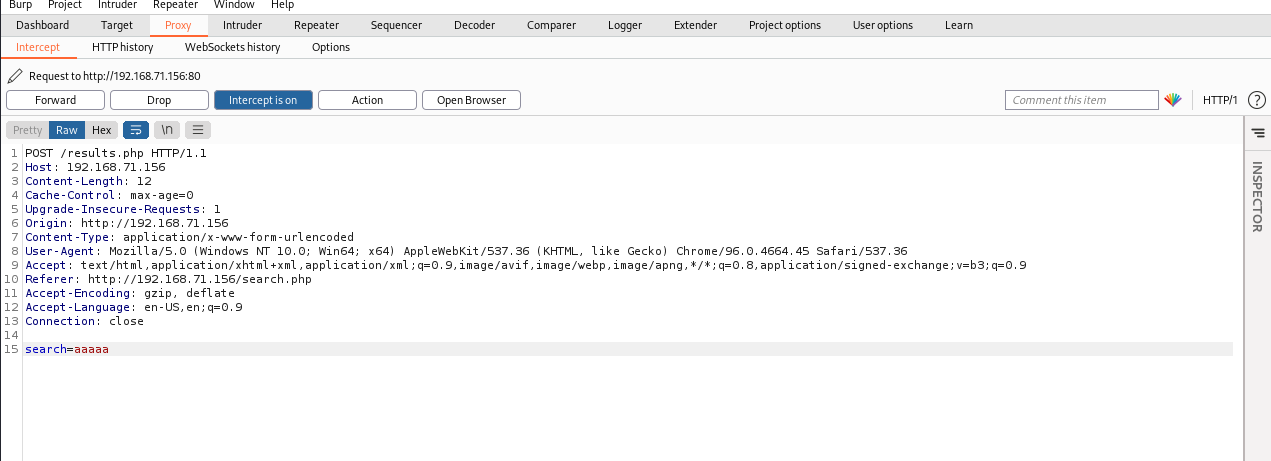 Burp Project Intruder Repeater Window Help
Dashboard Target Proxy Intruder Repeater Sequencer Decoder Comparer Logger Extender Project options User options Learn
Intercept HTTP history WebSockets history Options
Request to http://192.168.71.156:80
Forward Drop Intercept is on Action Open Browser Comment this item HTTP/1 ?
Pretty Raw Hex \n
INSPECTOR
1 POST /results.php HTTP/1.1
2 Host: 192.168.71.156
3 Content-Length: 12
4 Cache-Control: max-age=0
5 Upgrade-Insecure-Requests: 1
6 Origin: http://192.168.71.156
7 Content-Type: application/x-www-form-urlencoded
8 User-Agent: Mozilla/5.0 (Windows NT 10.0; Win64; x64) AppleWebKit/537.36 (KHTML, like Gecko) Chrome/96.0.4664.45 Safari/537.36
9 Accept: text/html,application/xhtml+xml,application/xml;q=0.9,image/avif,image/webp,image/apng,*/*;q=0.8,application/signed-exchange;v=b3;q=0.9
10 Referer: http://192.168.71.156/search.php
11 Accept-Encoding: gzip, deflate
12 Accept-Language: en-US,en;q=0.9
13 Connection: close
14
15 search=aaaaa